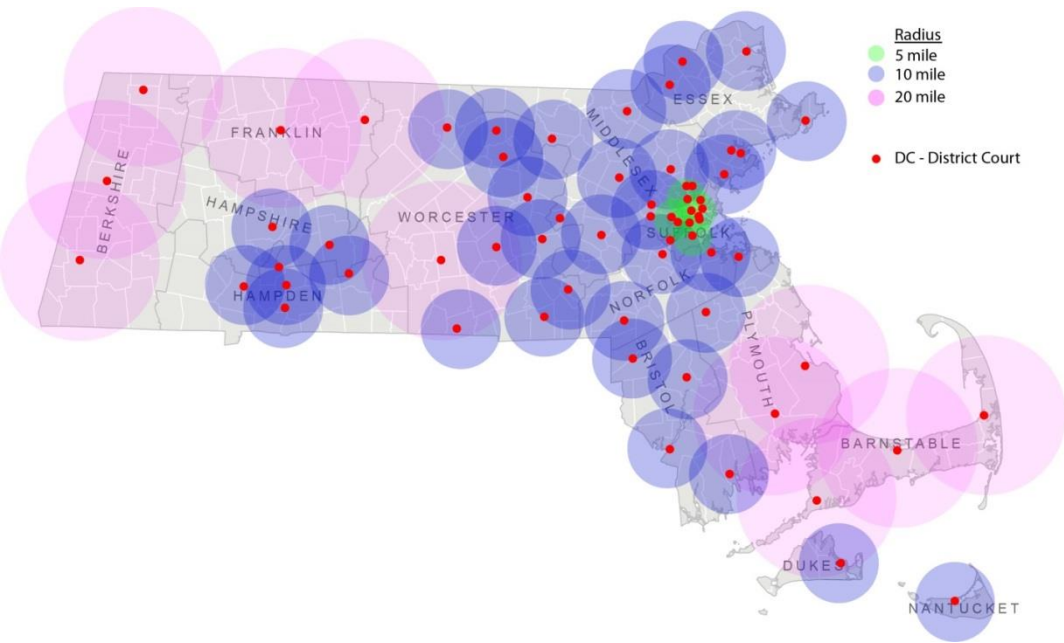 Radius
5 mile
10 mile
20 mile
DC - District Court
ESSEX
MIDDLESEX
FRANKLIN
BERKSHIRE
HAMPSHIRE
WORCESTER
SUFFOLK
HAMPDEN
NORFOLK
BRISTOL
PLYMOUTH
BARNSTABLE
DUKES
NANTUCKET